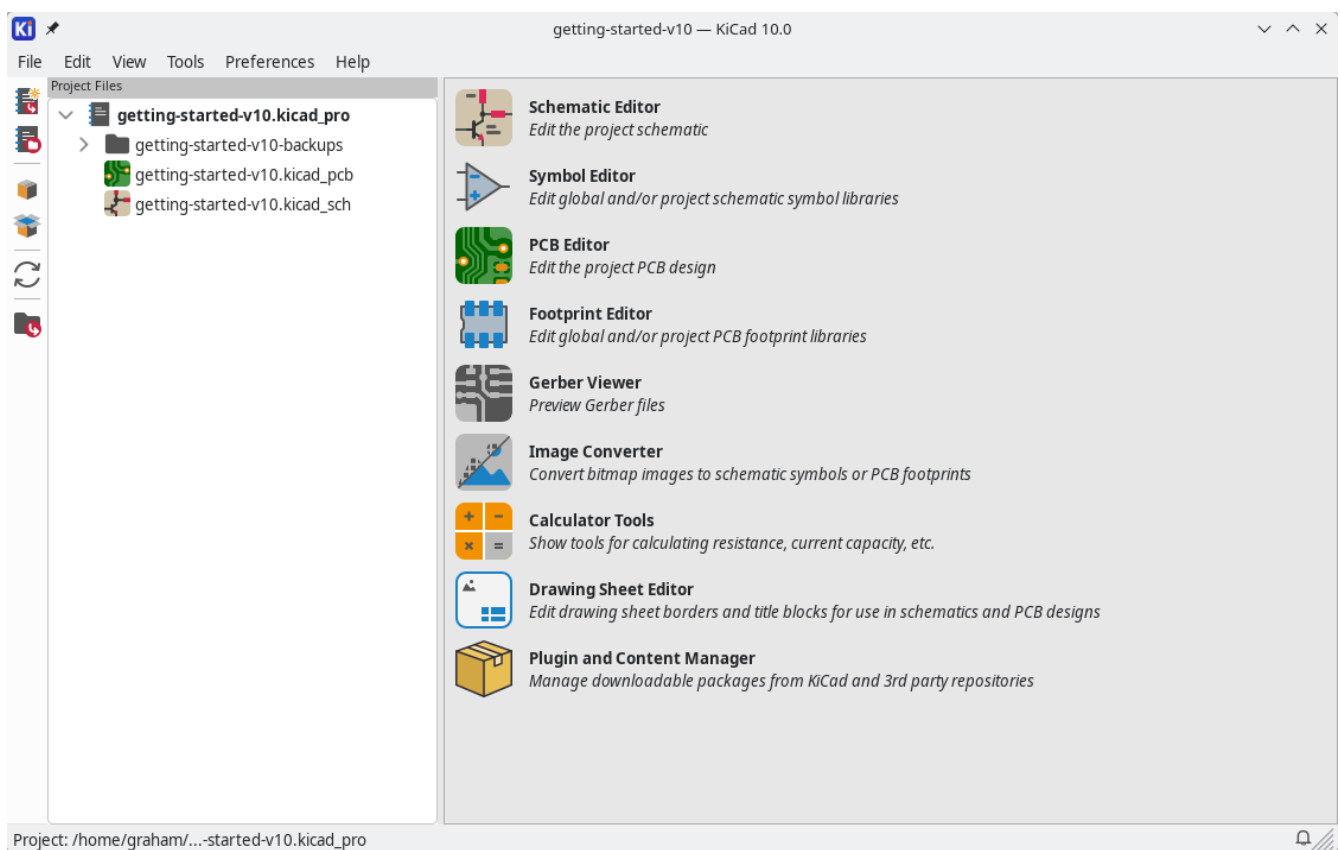 Ki
getting-started-v10 — KiCad 10.0
File Edit View Tools Preferences Help
Project Files
getting-started-v10.kicad_pro
getting-started-v10-backups
getting-started-v10.kicad_pcb
getting-started-v10.kicad_sch
Schematic Editor
Edit the project schematic
Symbol Editor
Edit global and/or project schematic symbol libraries
PCB Editor
Edit the project PCB design
Footprint Editor
Edit global and/or project PCB footprint libraries
Gerber Viewer
Preview Gerber files
Image Converter
Convert bitmap images to schematic symbols or PCB footprints
Calculator Tools
Show tools for calculating resistance, current capacity, etc.
Drawing Sheet Editor
Edit drawing sheet borders and title blocks for use in schematics and PCB designs
Plugin and Content Manager
Manage downloadable packages from KiCad and 3rd party repositories
Project: /home/graham/...-started-v10.kicad_pro